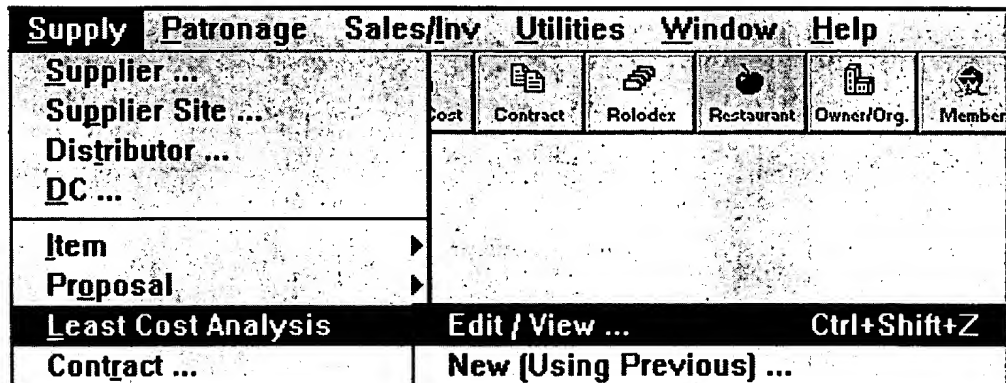 Supply Patronage Sales/Inv Utilities Window Help
Supplier ...
Supplier Site ...
Cost Contract Rolodex Restaurant Owner/Org. Member
Distributor ...
DC ...
Item
Proposal
Least Cost Analysis Edit / View ... Ctrl+Shift+Z
Contract ... New (Using Previous) ...